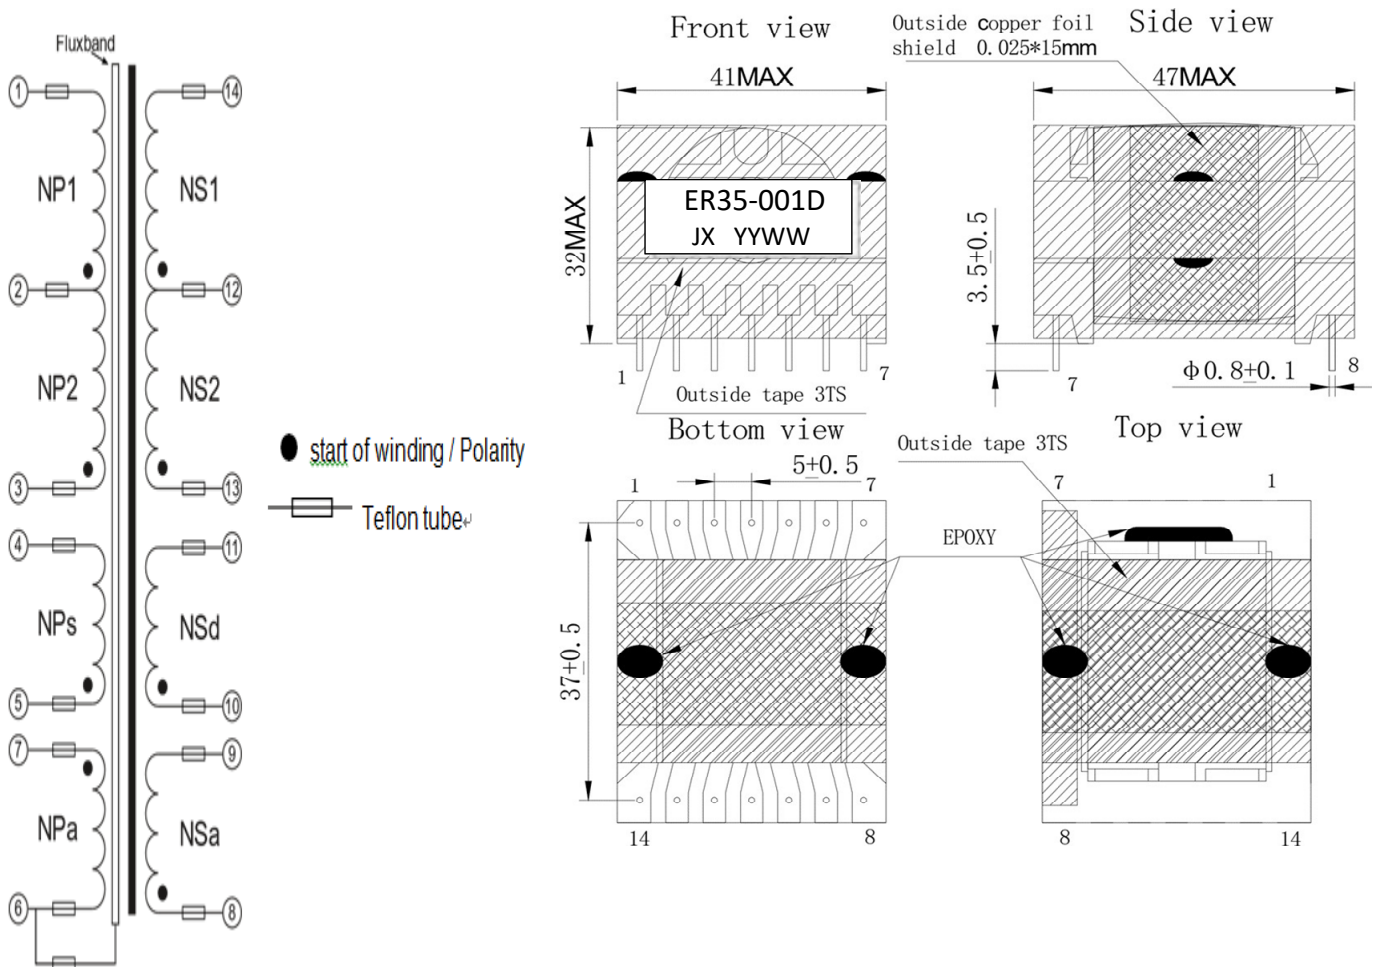 Fluxband
1
14
NP1
NS1
2
12
NP2
NS2
3
13
4
11
NPs
NSd
5
10
7
9
NPa
NSa
6
8
start of winding / Polarity
Teflon tube↵
Front view
41MAX
32MAX
ER35-001D
JX YYWW
1
7
Outside tape 3TS
Outside copper foil
shield 0.025*15mm
Side view
47MAX
3.5±0.5
7
Φ0.8±0.1
8
Bottom view
5±0.5
1
7
37±0.5
14
8
EPOXY
Top view
Outside tape 3TS
7
1
8
14